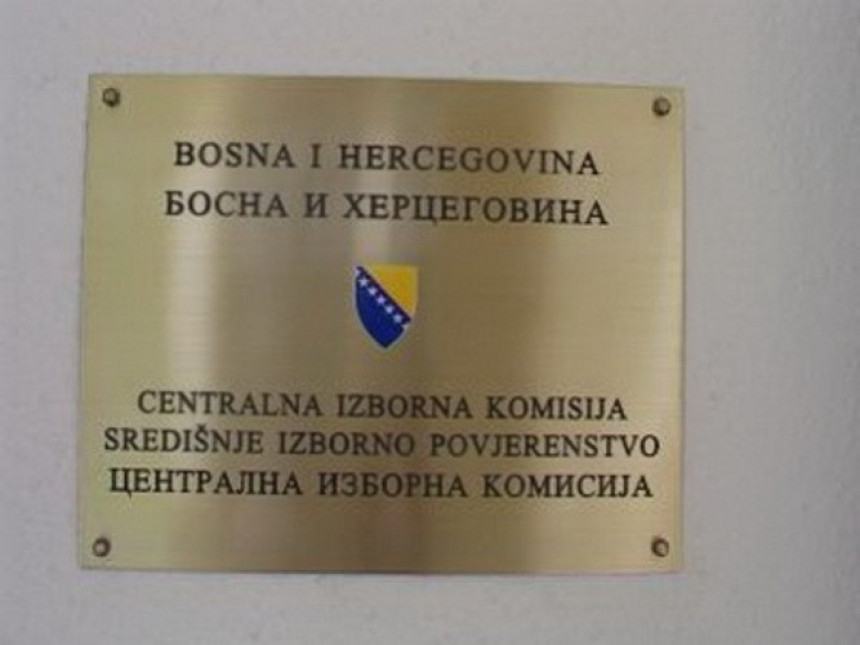 BOSNA I HERCEGOVINA
БОСНА И ХЕРЦЕГОВИНА
CENTRALNA IZBORNA KOMISIJA
SREDIŠNJE IZBORNO POVJERENSTVO
ЦЕНТРАЛНА ИЗБОРНА КОМИСИЈА